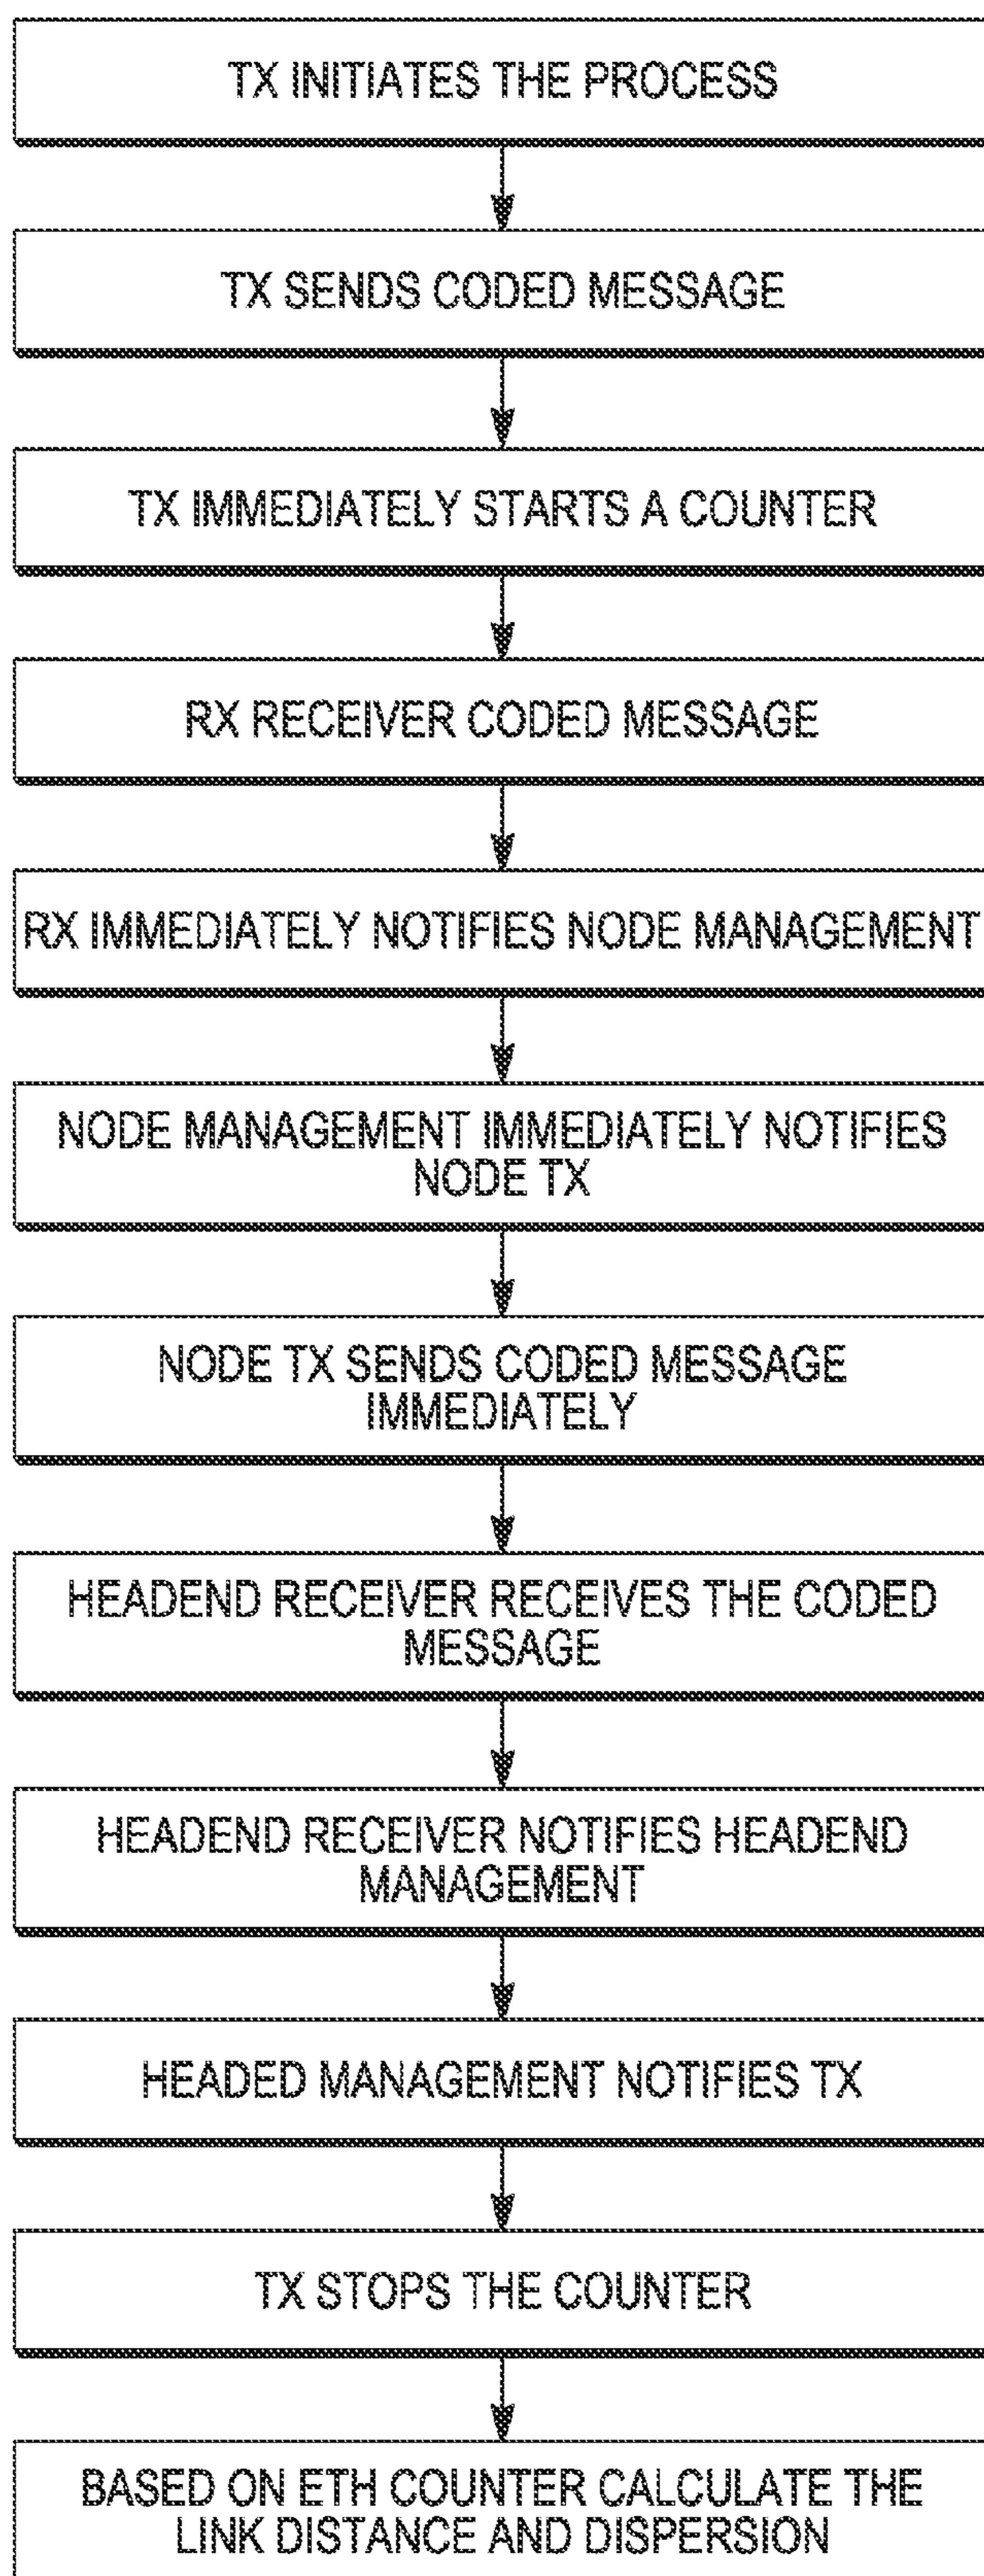 TX INITIATES THE PROCESS
TX SENDS CODED MESSAGE
TX IMMEDIATELY STARTS A COUNTER
RX RECEIVER CODED MESSAGE
RX IMMEDIATELY NOTIFIES NODE MANAGEMENT
NODE MANAGEMENT IMMEDIATELY NOTIFIES
NODE TX
NODE TX SENDS CODED MESSAGE
IMMEDIATELY
HEADEND RECEIVER RECEIVES THE CODED
MESSAGE
HEADEND RECEIVER NOTIFIES HEADEND
MANAGEMENT
HEADED MANAGEMENT NOTIFIES TX
TX STOPS THE COUNTER
BASED ON ETH COUNTER CALCULATE THE
LINK DISTANCE AND DISPERSION